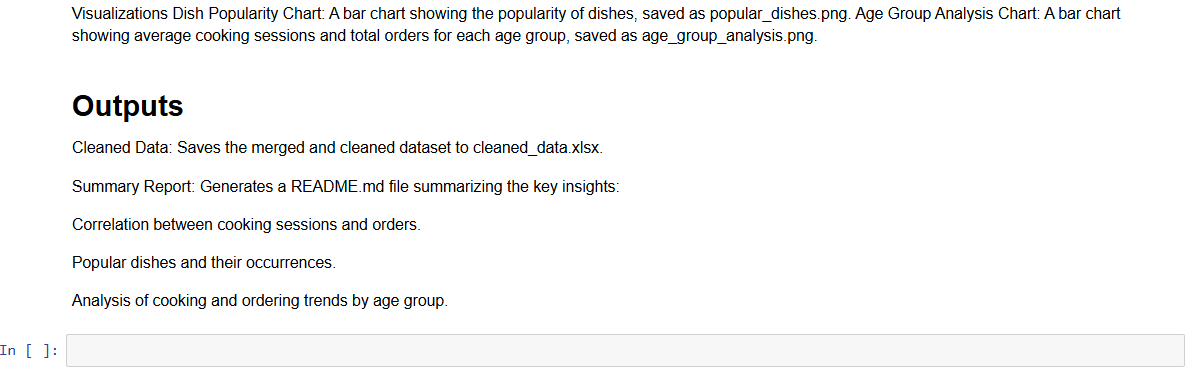 Visualizations Dish Popularity Chart: A bar chart showing the popularity of dishes, saved as popular_dishes.png. Age Group Analysis Chart: A bar chart
showing average cooking sessions and total orders for each age group, saved as age_group_analysis.png.
Outputs
Cleaned Data: Saves the merged and cleaned dataset to cleaned_data.xlsx.
Summary Report: Generates a README.md file summarizing the key insights:
Correlation between cooking sessions and orders.
Popular dishes and their occurrences.
Analysis of cooking and ordering trends by age group.
In [ ]: